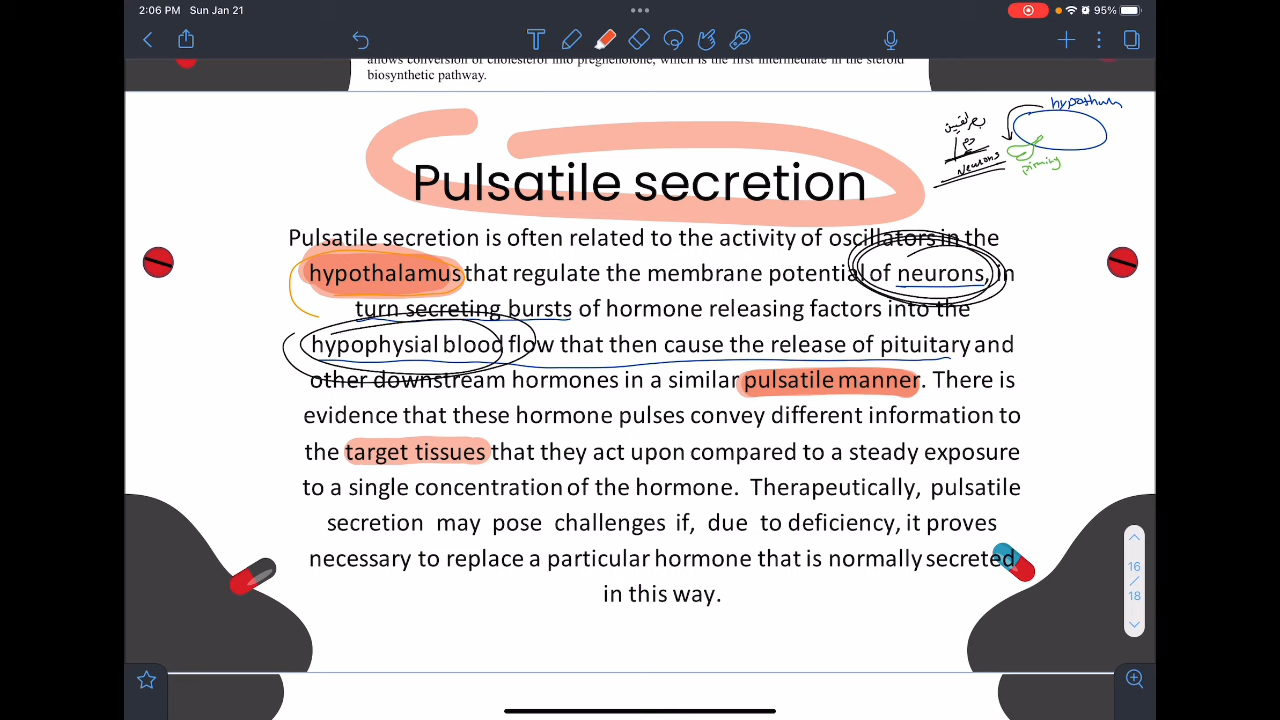 2:06 PM Sun Jan 21
95%
allows conversion of cholesterol into pregnenolone, which is the first intermediate in the steroid
biosynthetic pathway.
hypothum
Neurons
Pulsatile secretion
Pulsatile secretion is often related to the activity of oscillators in the
hypothalamus that regulate the membrane potential of neurons, in
turn secreting bursts of hormone releasing factors into the
hypophysial blood flow that then cause the release of pituitary and
other downstream hormones in a similar pulsatile manner. There is
evidence that these hormone pulses convey different information to
the target tissues that they act upon compared to a steady exposure
to a single concentration of the hormone. Therapeutically, pulsatile
secretion may pose challenges if, due to deficiency, it proves
necessary to replace a particular hormone that is normally secreted
in this way.
16
/
18